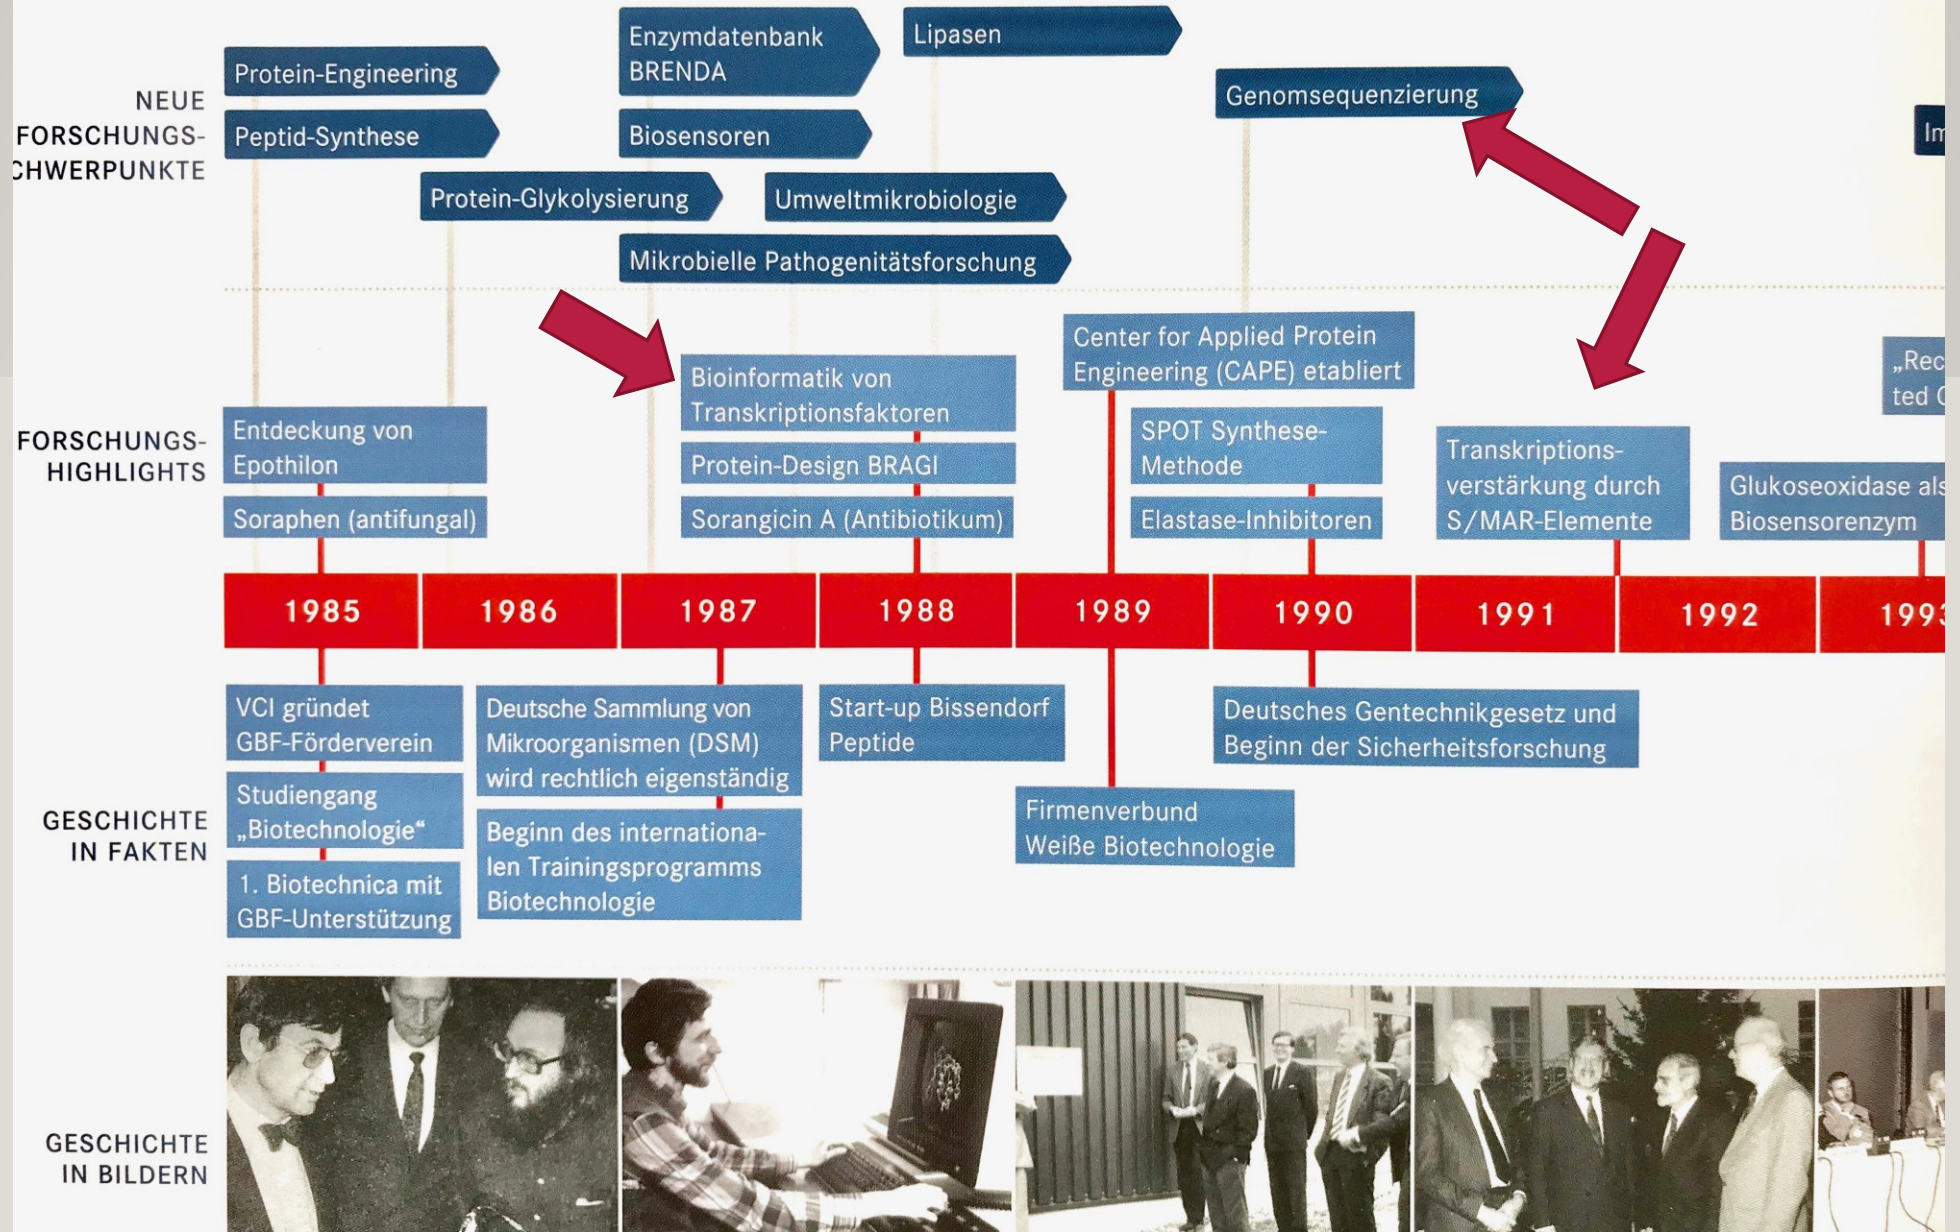 NEUE
FORSCHUNGS-
CHWERPUNKTE
Protein-Engineering
Peptid-Synthese
Protein-Glykolysierung
Enzymdatenbank
BRENDA
Biosensoren
Umweltmikrobiologie
Mikrobielle Pathogenitätsforschung
Lipasen
Genomsequenzierung
Im
FORSCHUNGS-
HIGHLIGHTS
Entdeckung von
Epothilon
Soraphen (antifungal)
Bioinformatik von
Transkriptionsfaktoren
Protein-Design BRAGI
Sorangicin A (Antibiotikum)
Center for Applied Protein
Engineering (CAPE) etabliert
SPOT Synthese-
Methode
Elastase-Inhibitoren
Transkriptions-
verstärkung durch
S/MAR-Elemente
Glukoseoxidase als
Biosensorenzym
„Rec
ted
1985 1986 1987 1988 1989 1990 1991 1992 1993
GESCHICHTE
IN FAKTEN
VCI gründet
GBF-Förderverein
Studiengang
„Biotechnologie“
1. Biotechnica mit
GBF-Unterstützung
Deutsche Sammlung von
Mikroorganismen (DSM)
wird rechtlich eigenständig
Beginn des internationa-
len Trainingsprogramms
Biotechnologie
Start-up Bissendorf
Peptide
Firmenverbund
Weiße Biotechnologie
Deutsches Gentechnikgesetz und
Beginn der Sicherheitsforschung
GESCHICHTE
IN BILDERN